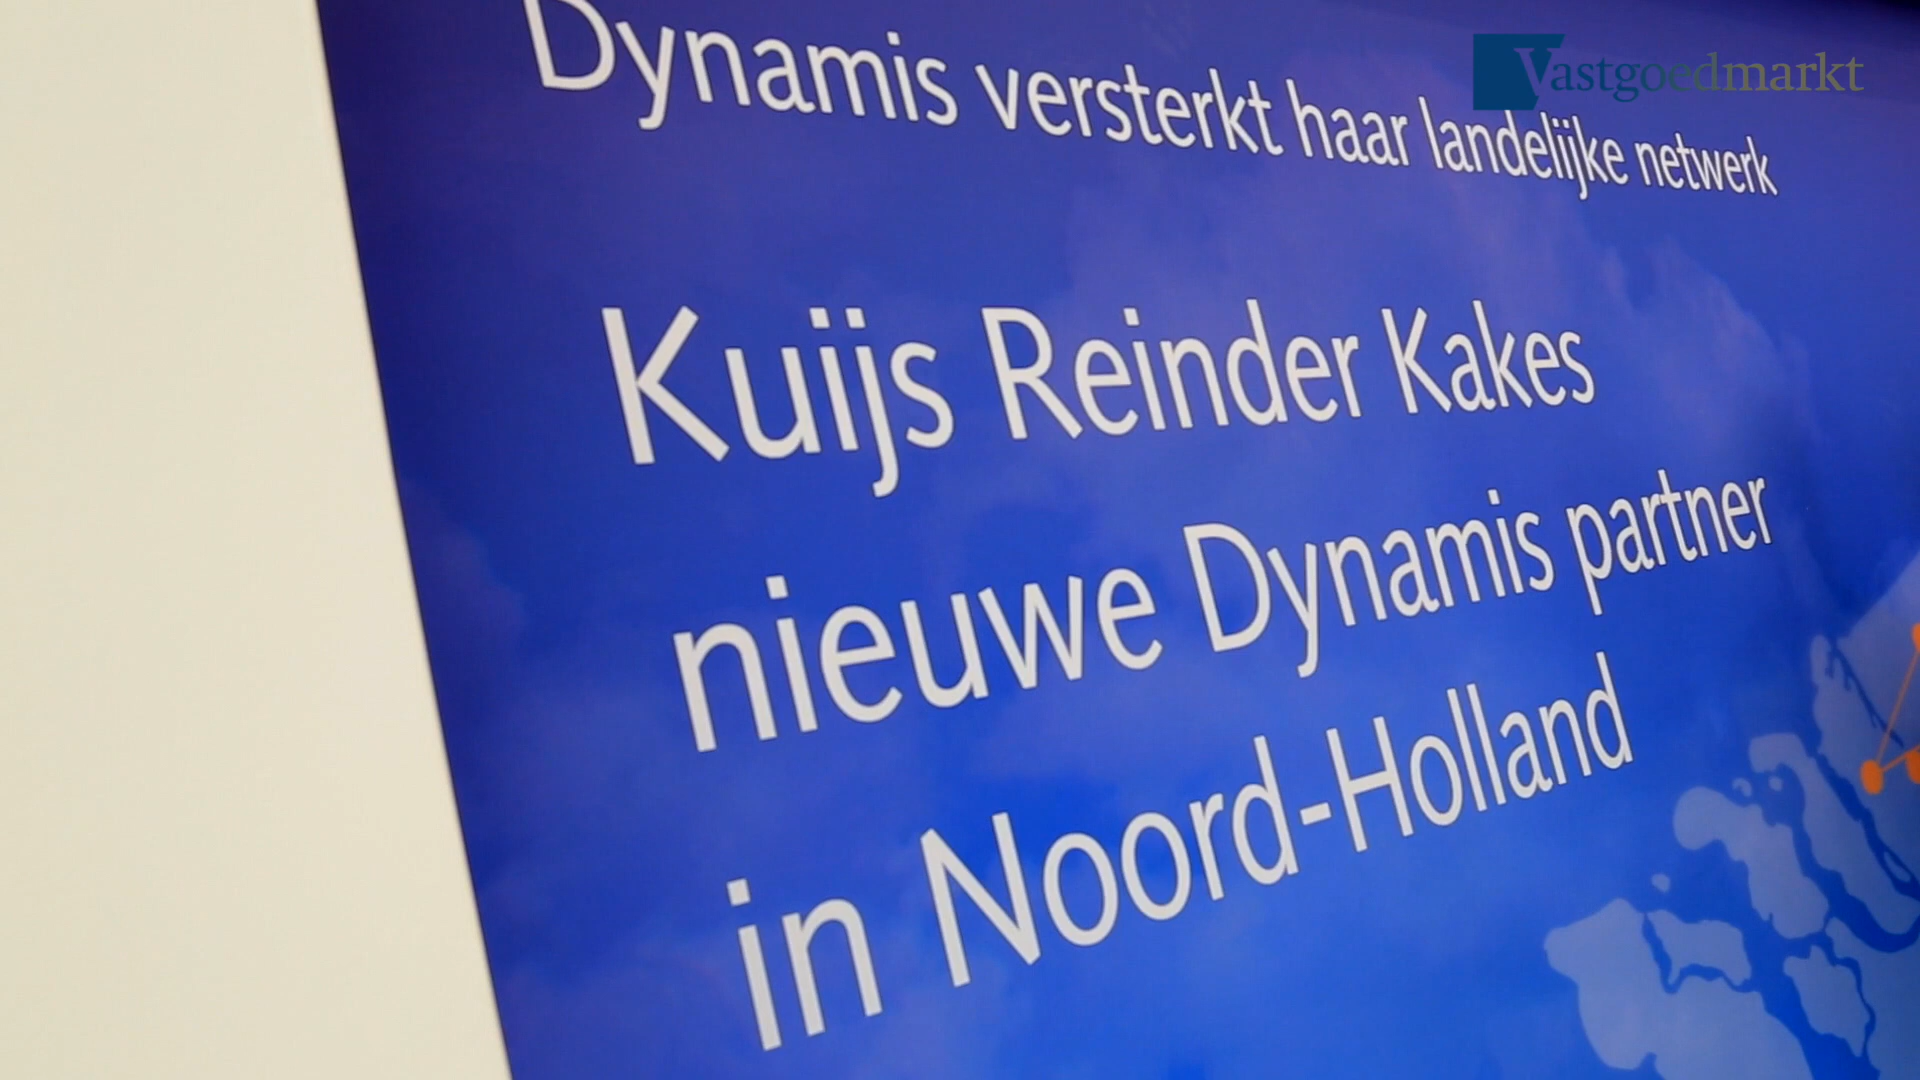 Vastgoedmarkt
Dynamis versterkt haar landelijke netwerk
Kuijs Reinder Kakes
nieuwe Dynamis partner
in Noord-Holland